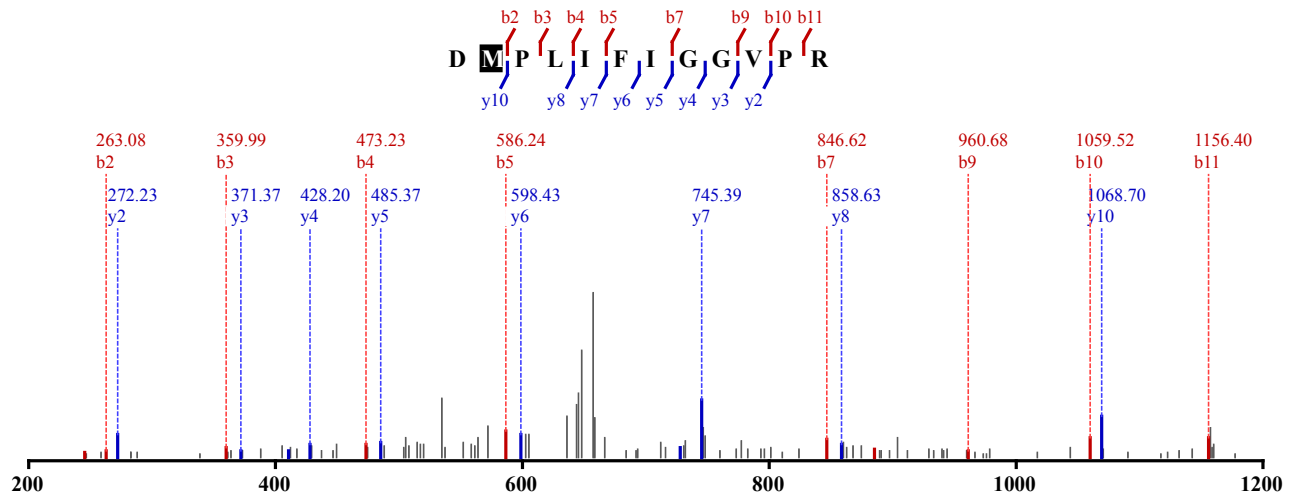 b2 b3 b4 b5 b7 b9 b10 b11
D M P L I F I G G V P R
y10 y8 y7 y6 y5 y4 y3 y2
263.08 359.99 473.23 586.24 846.62 960.68 1059.52 1156.40
b2 b3 b4 b5 b7 b9 b10 b11
272.23 371.37 428.20 485.37 598.43 745.39 858.63 1068.70
y2 y3 y4 y5 y6 y7 y8 y10
200 400 600 800 1000 1200